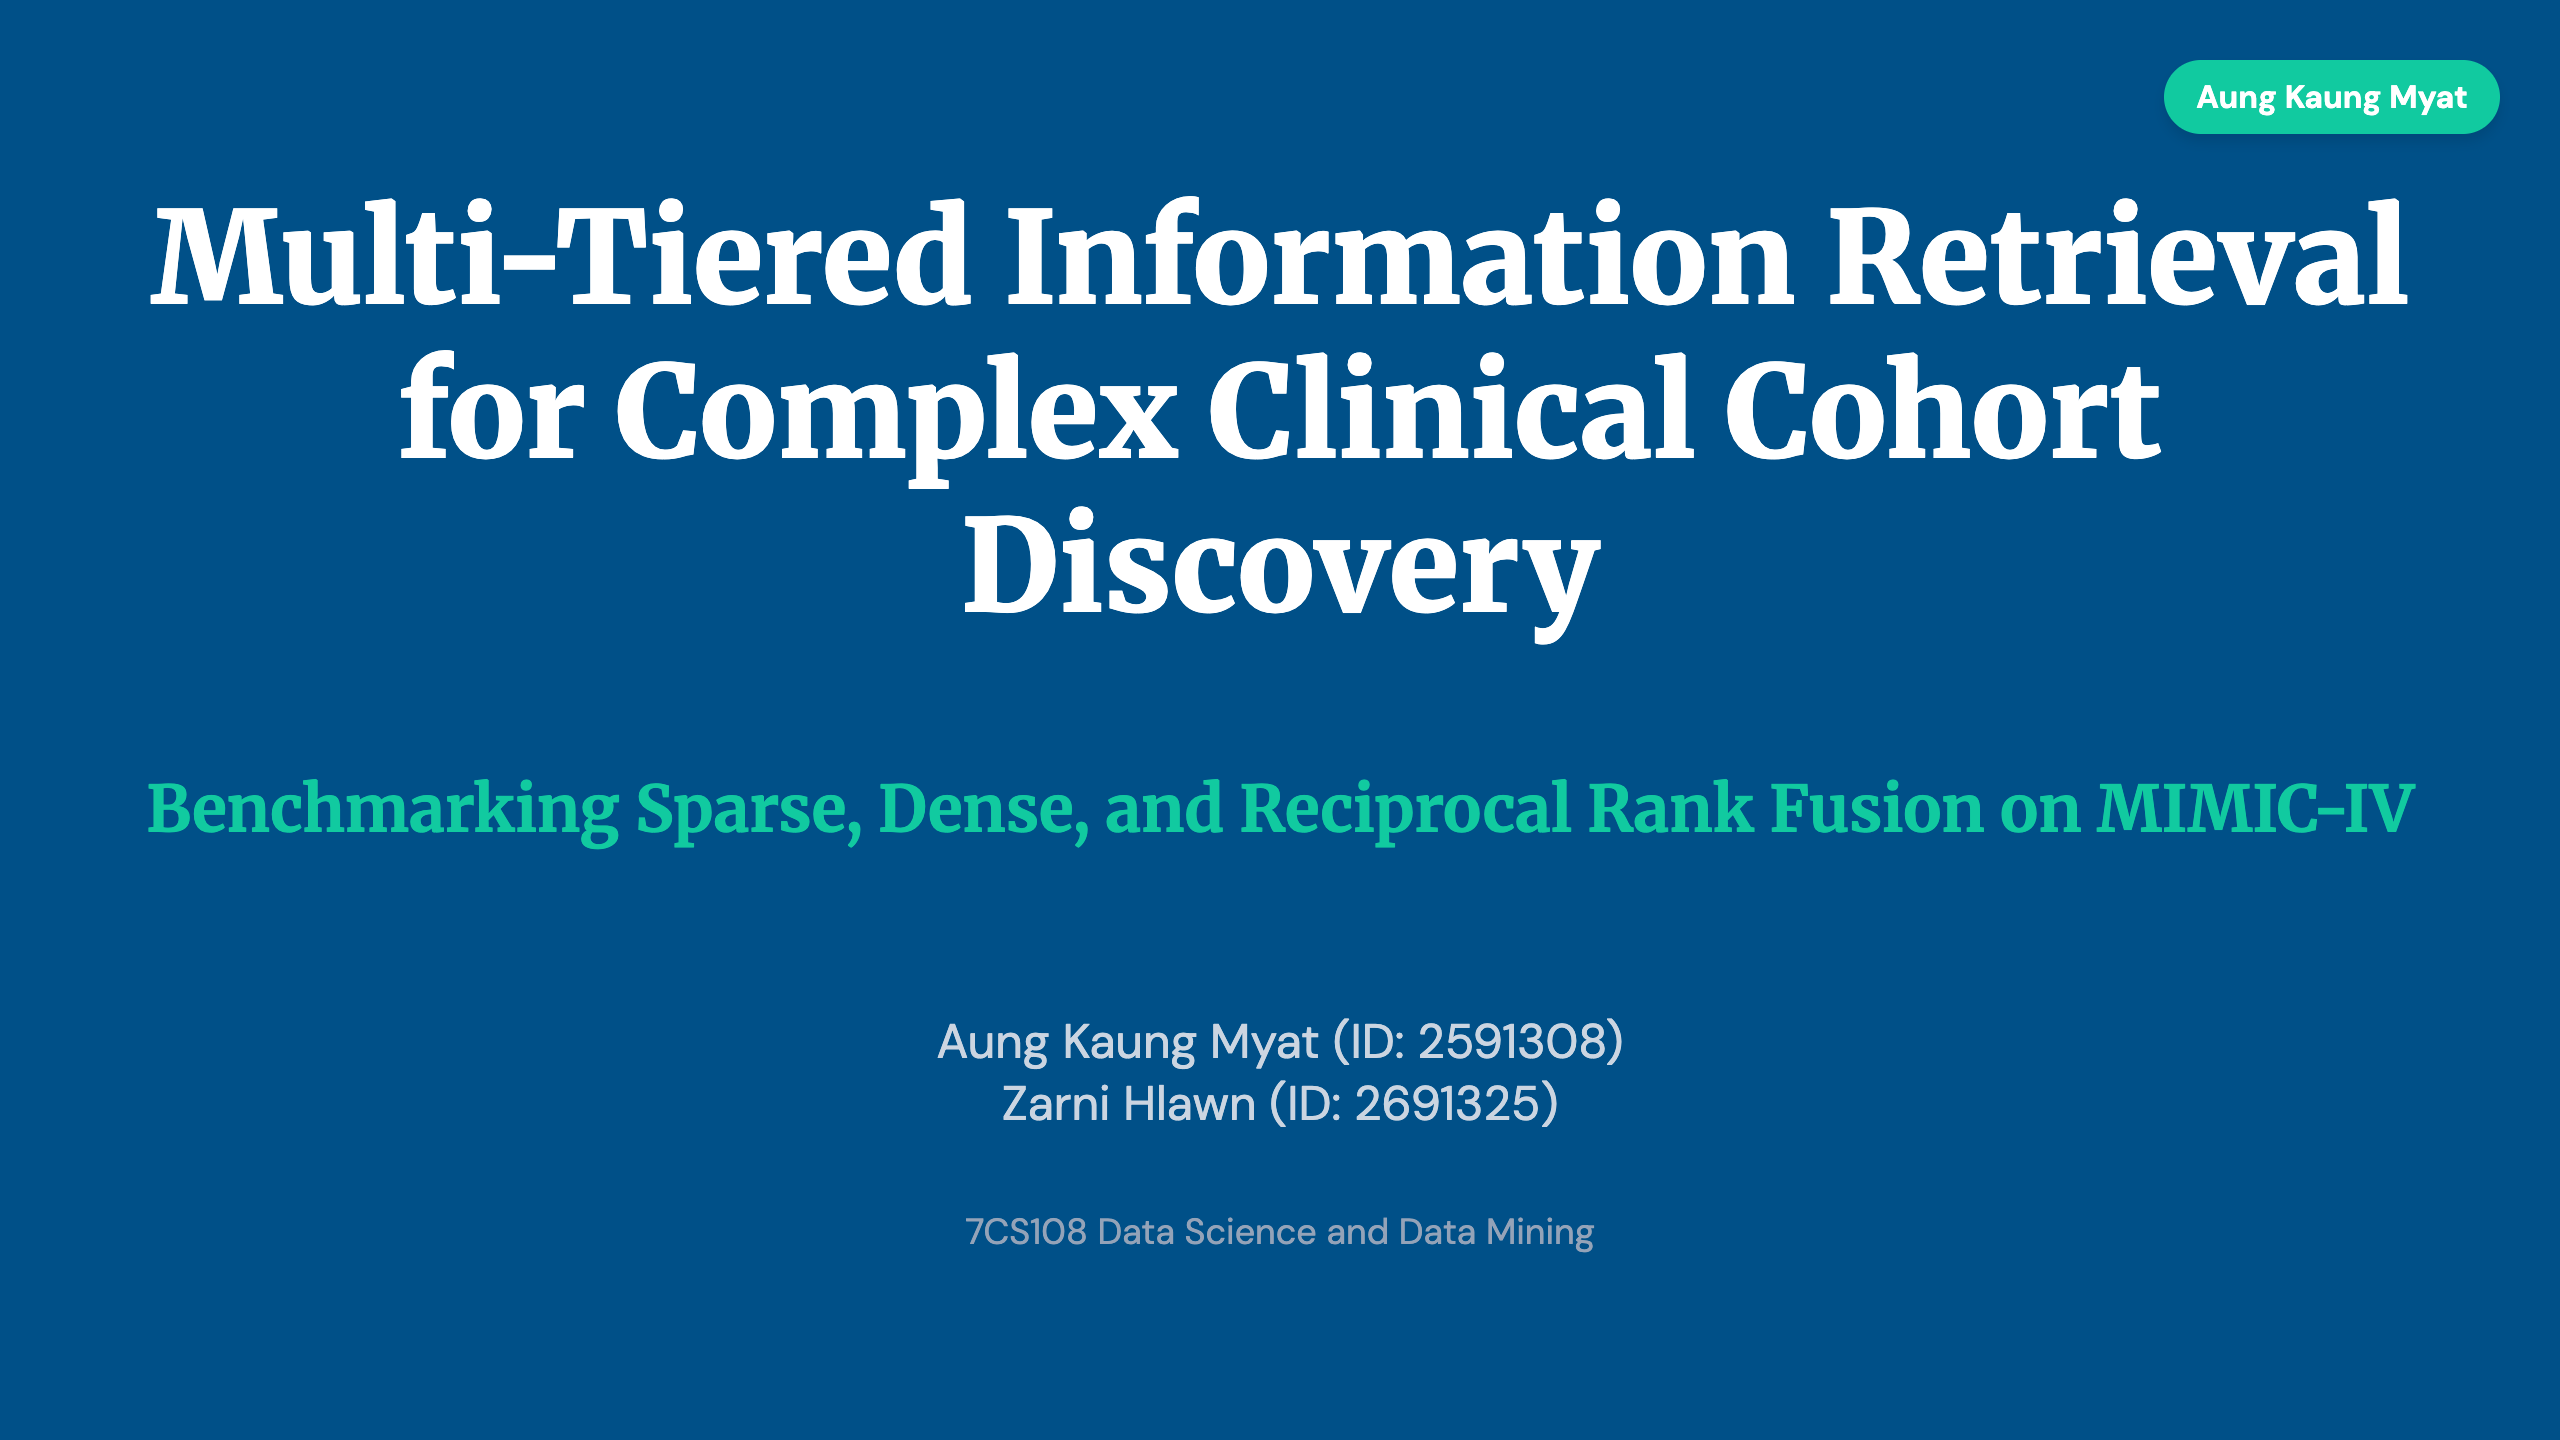 Aung Kaung Myat
Multi-Tiered Information Retrieval
for Complex Clinical Cohort
Discovery
Benchmarking Sparse, Dense, and Reciprocal Rank Fusion on MIMIC-IV
Aung Kaung Myat (ID: 2591308)
Zarni Hlawn (ID: 2691325)
7CS108 Data Science and Data Mining